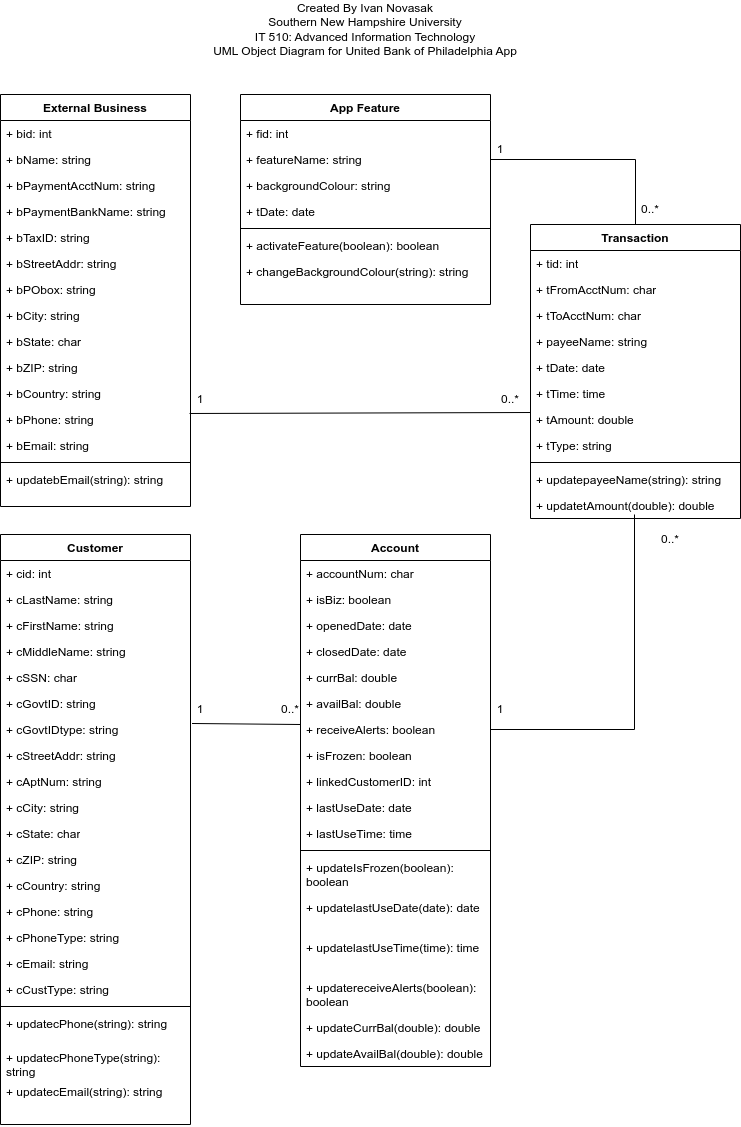 Created By Ivan Novasak
Southern New Hampshire University
IT 510: Advanced Information Technology
UML Object Diagram for United Bank of Philadelphia App
External Business
+ bid: int
+ bName: string
+ bPaymentAcctNum: string
+ bPaymentBankName: string
+ bTaxID: string
+ bStreetAddr: string
+ bPObox: string
+ bCity: string
+ bState: char
+ bZIP: string
+ bCountry: string
+ bPhone: string
+ bEmail: string
+ updatebEmail(string): string
App Feature
+ fid: int
+ featureName: string
+ backgroundColour: string
+ tDate: date
+ activateFeature(boolean): boolean
+ changeBackgroundColour(string): string
1
0..*
Transaction
+ tid: int
+ tFromAcctNum: char
+ tToAcctNum: char
+ payeeName: string
+ tDate: date
+ tTime: time
+ tAmount: double
+ tType: string
+ updatepayeeName(string): string
+ updatetAmount(double): double
1
0..*
Customer
+ cid: int
+ cLastName: string
+ cFirstName: string
+ cMiddleName: string
+ cSSN: char
+ cGovtID: string
+ cGovtIDtype: string
+ cStreetAddr: string
+ cAptNum: string
+ cCity: string
+ cState: char
+ cZIP: string
+ cCountry: string
+ cPhone: string
+ cPhoneType: string
+ cEmail: string
+ cCustType: string
+ updatecPhone(string): string
+ updatecPhoneType(string):
string
+ updatecEmail(string): string
1
0..*
Account
+ accountNum: char
+ isBiz: boolean
+ openedDate: date
+ closedDate: date
+ currBal: double
+ availBal: double
+ receiveAlerts: boolean
+ isFrozen: boolean
+ linkedCustomerID: int
+ lastUseDate: date
+ lastUseTime: time
+ updateIsFrozen(boolean):
boolean
+ updatelastUseDate(date): date
+ updatelastUseTime(time): time
+ updatereceiveAlerts(boolean):
boolean
+ updateCurrBal(double): double
+ updateAvailBal(double): double
1
0..*